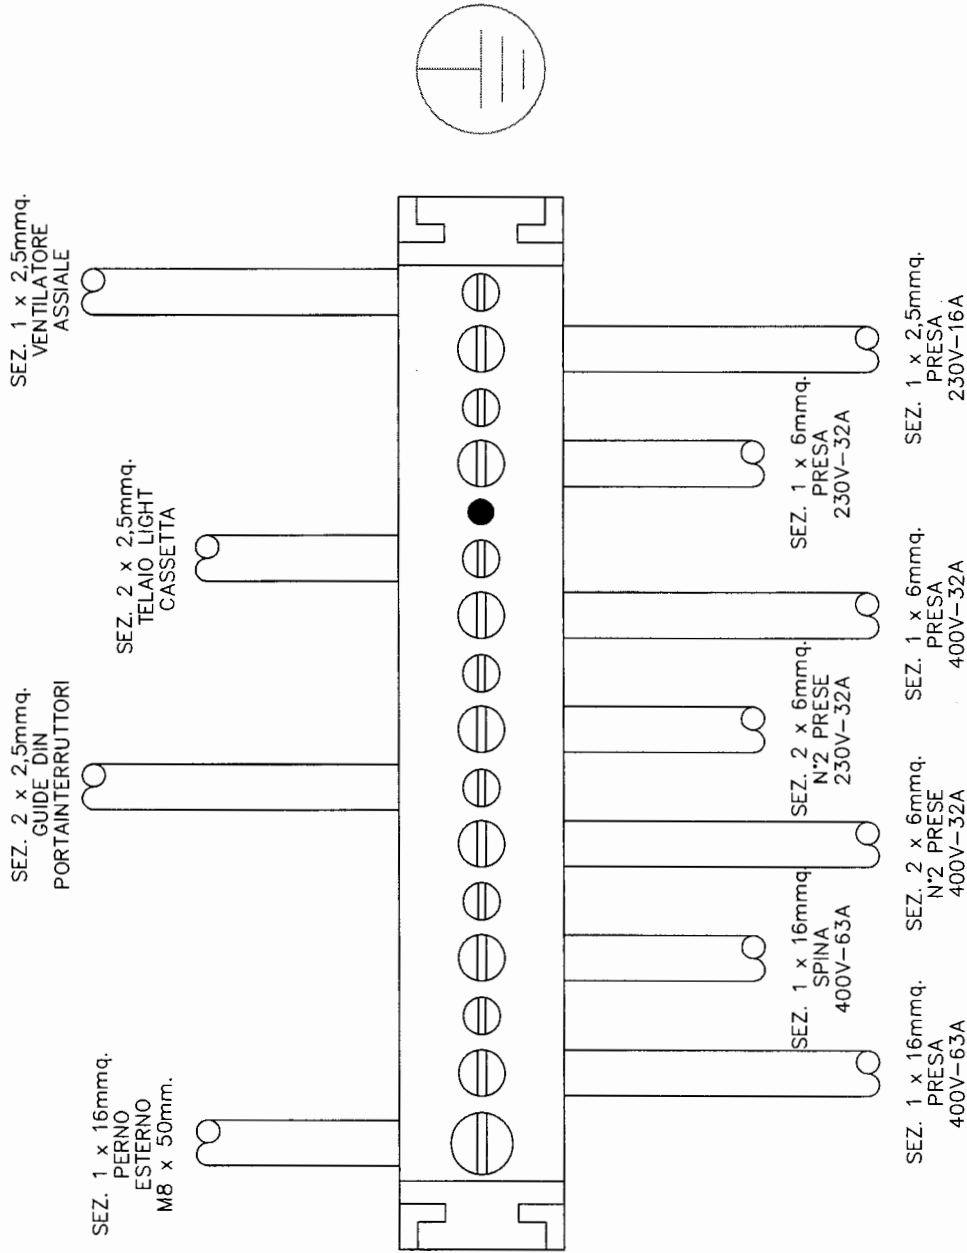 SEZ. 1 x 16mmq.
PERNO
ESTERNO
M8 x 50mm.
SEZ. 2 x 2,5mmq.
GUIDE DIN
PORTAINTERRUTTORI
SEZ. 2 x 2,5mmq.
TELAIO LIGHT
CASSETTA
SEZ. 1 x 2,5mmq.
VENTILATORE
ASSIALE
SEZ. 1 x 16mmq.
PRESA
400V-63A
SEZ. 1 x 16mmq.
SPINA
400V-63A
SEZ. 2 x 6mmq.
N'2 PRESE
400V-32A
SEZ. 2 x 6mmq.
N'2 PRESE
230V-32A
SEZ. 1 x 6mmq.
PRESA
400V-32A
SEZ. 1 x 6mmq.
PRESA
230V-32A
SEZ. 1 x 2,5mmq.
PRESA
230V-16A